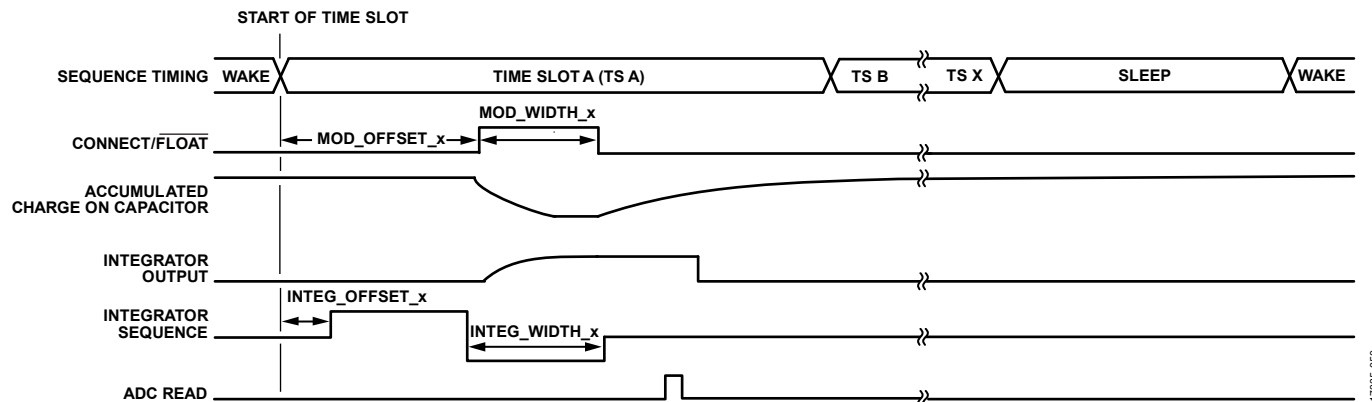 START OF TIME SLOT
SEQUENCE TIMING WAKE TIME SLOT A (TS A) TS B TS X SLEEP WAKE
MOD_WIDTH_x
CONNECT/FLOAT MOD_OFFSET_x
ACCUMULATED
CHARGE ON CAPACITOR
INTEGRATOR
OUTPUT
INTEG_OFFSET_x
INTEGRATOR
SEQUENCE
INTEG_WIDTH_x
ADC READ